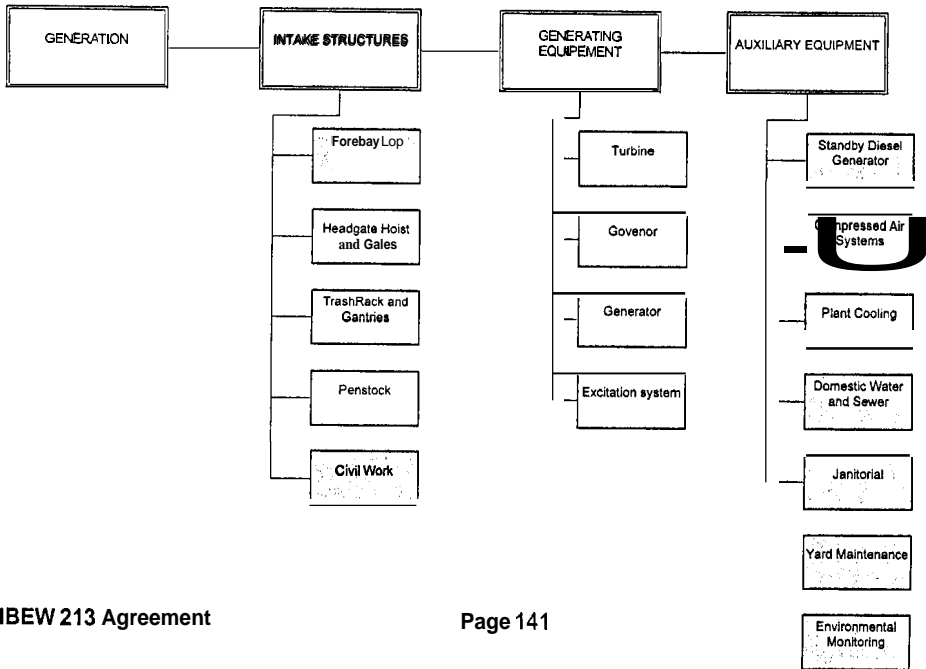 GENERATION
INTAKE STRUCTURES
GENERATING
EQUIPEMENT
AUXILIARY EQUIPMENT
Forebay Lop
Headgate Hoist
and Gales
TrashRack and
Gantries
Penstock
Civil Work
Turbine
Govenor
Generator
Excitation system
Standby Diesel
Generator
Air
Systems
Plant Cooling
Domestic Water
and Sewer
Janitorial
Yard Maintenance
Environmental
Monitoring
IBEW 213 Agreement
Page 141